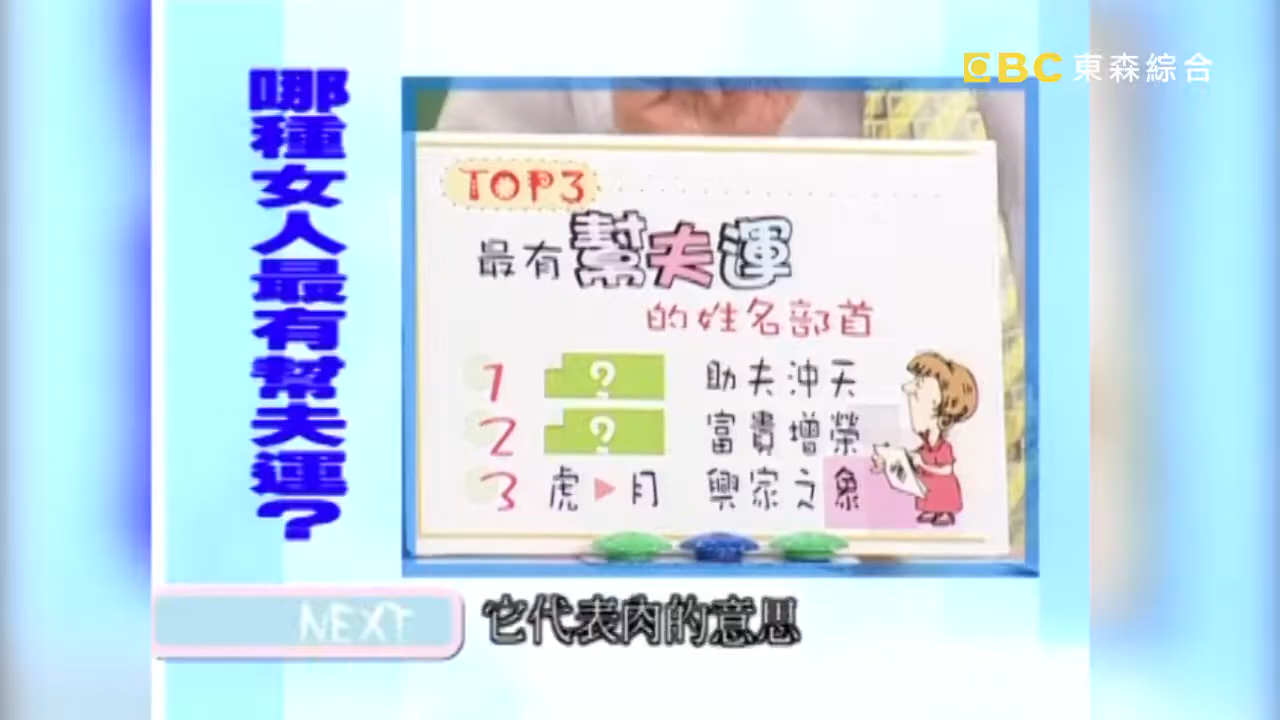 EBC 東森綜合
哪種女人最有幫夫運？
TOP3
最有幫夫運
的姓名部首
1 ? 助夫沖天
2 ? 富貴增榮
3 虎▶月 興家之象
NEXT
它代表肉的意思